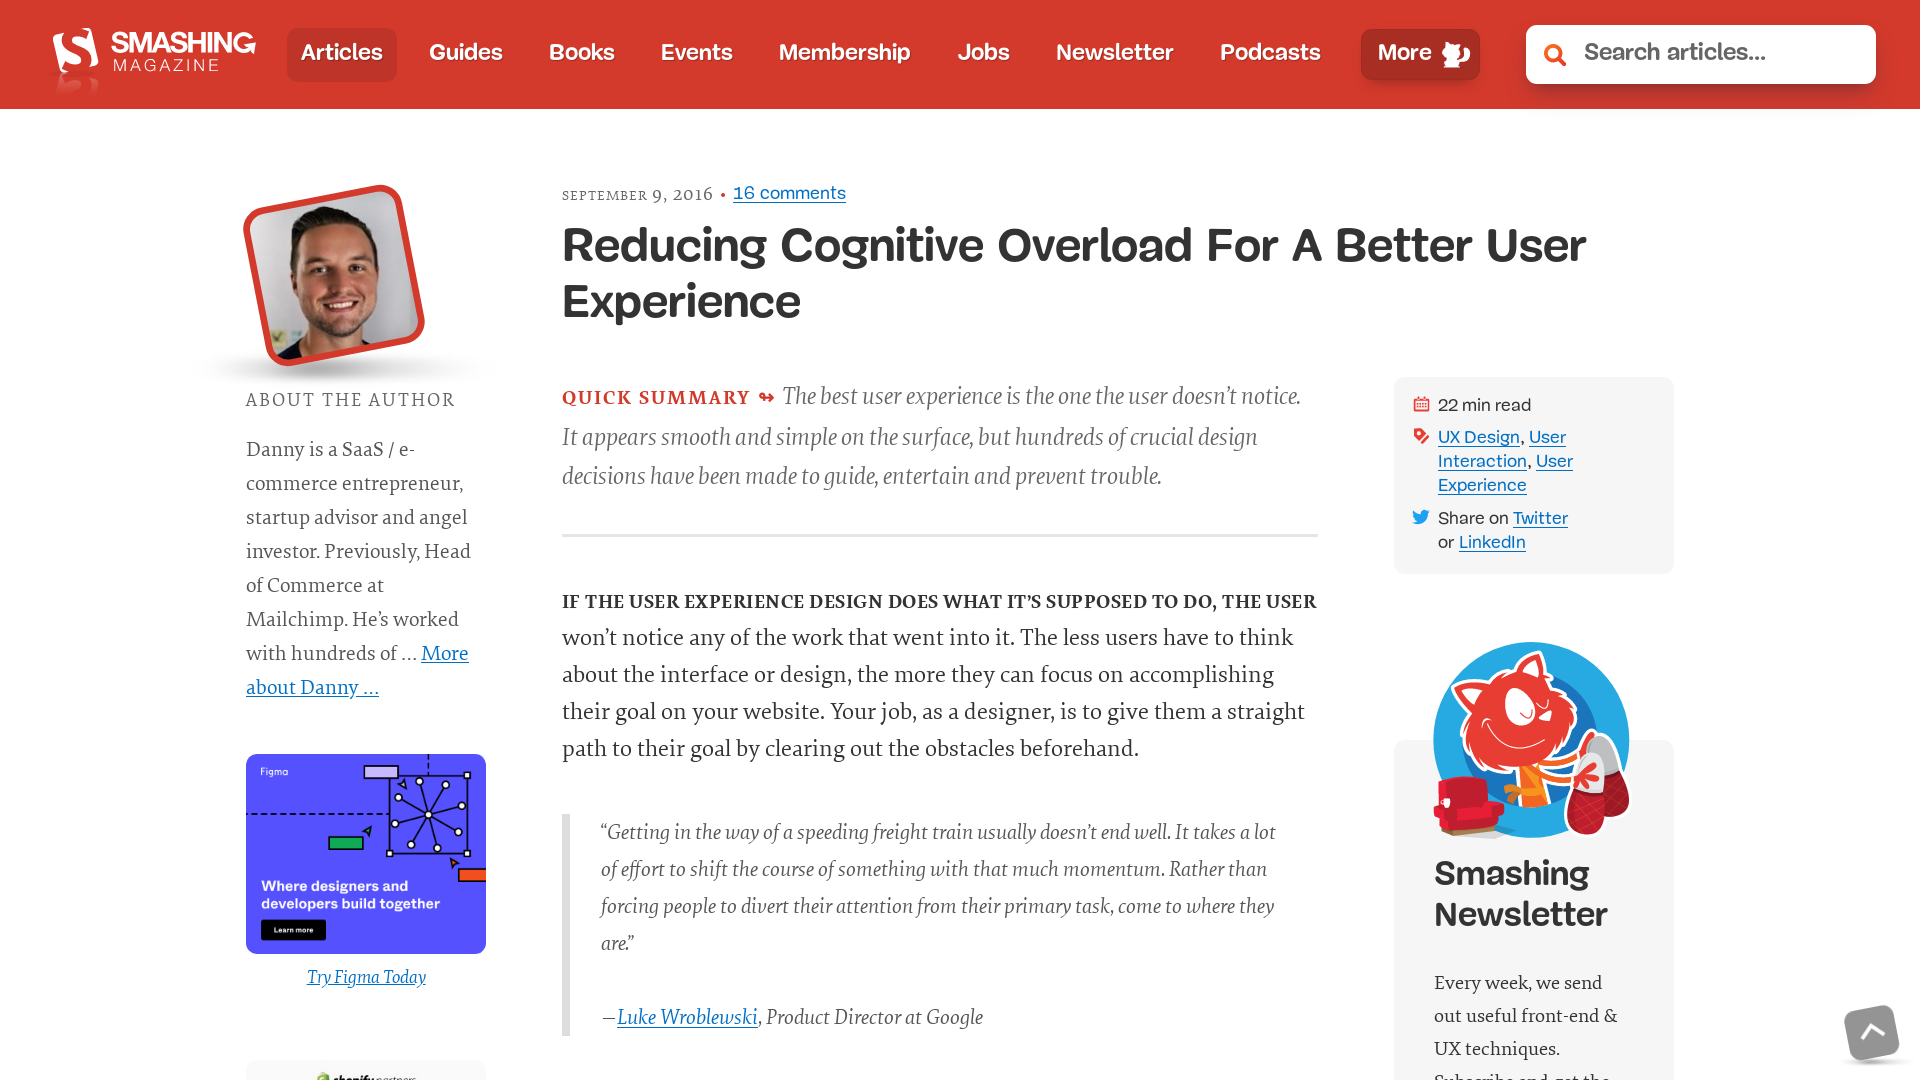 SMASHING
MAGAZINE
Articles
Guides
Books
Events
Membership
Jobs
Newsletter
Podcasts
More
Search articles...
SEPTEMBER 9, 2016 • 16 comments
Reducing Cognitive Overload For A Better User
Experience
ABOUT THE AUTHOR
Danny is a SaaS / e-
commerce entrepreneur,
startup advisor and angel
investor. Previously, Head
of Commerce at
Mailchimp. He’s worked
with hundreds of … More
about Danny …
Figma
Where designers and
developers build together
Learn more
Try Figma Today
shopify partners
QUICK SUMMARY ↬ The best user experience is the one the user doesn’t notice.
It appears smooth and simple on the surface, but hundreds of crucial design
decisions have been made to guide, entertain and prevent trouble.
IF THE USER EXPERIENCE DESIGN DOES WHAT IT’S SUPPOSED TO DO, THE USER
won’t notice any of the work that went into it. The less users have to think
about the interface or design, the more they can focus on accomplishing
their goal on your website. Your job, as a designer, is to give them a straight
path to their goal by clearing out the obstacles beforehand.
“Getting in the way of a speeding freight train usually doesn’t end well. It takes a lot
of effort to shift the course of something with that much momentum. Rather than
forcing people to divert their attention from their primary task, come to where they
are.”
—Luke Wroblewski, Product Director at Google
22 min read
UX Design, User
Interaction, User
Experience
Share on Twitter
or LinkedIn
Smashing
Newsletter
Every week, we send
out useful front-end &
UX techniques.
Subscribe and get the